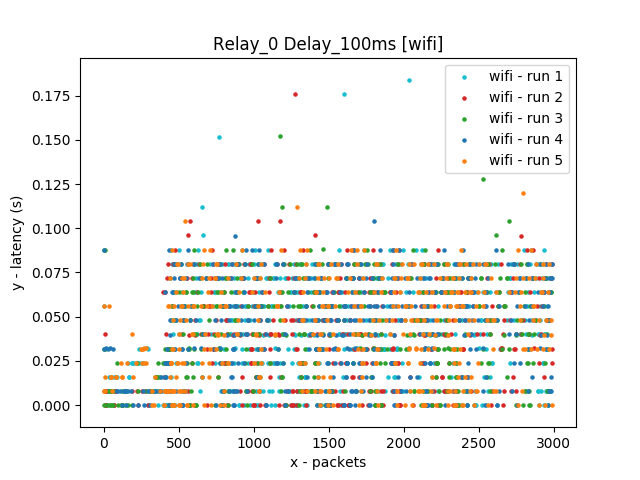 Relay_0 Delay_100ms [wifi]
wifi - run 1
wifi - run 2
wifi - run 3
wifi - run 4
wifi - run 5
y - latency (s)
0.175
0.150
0.125
0.100
0.075
0.050
0.025
0.000
0 500 1000 1500 2000 2500 3000
x - packets